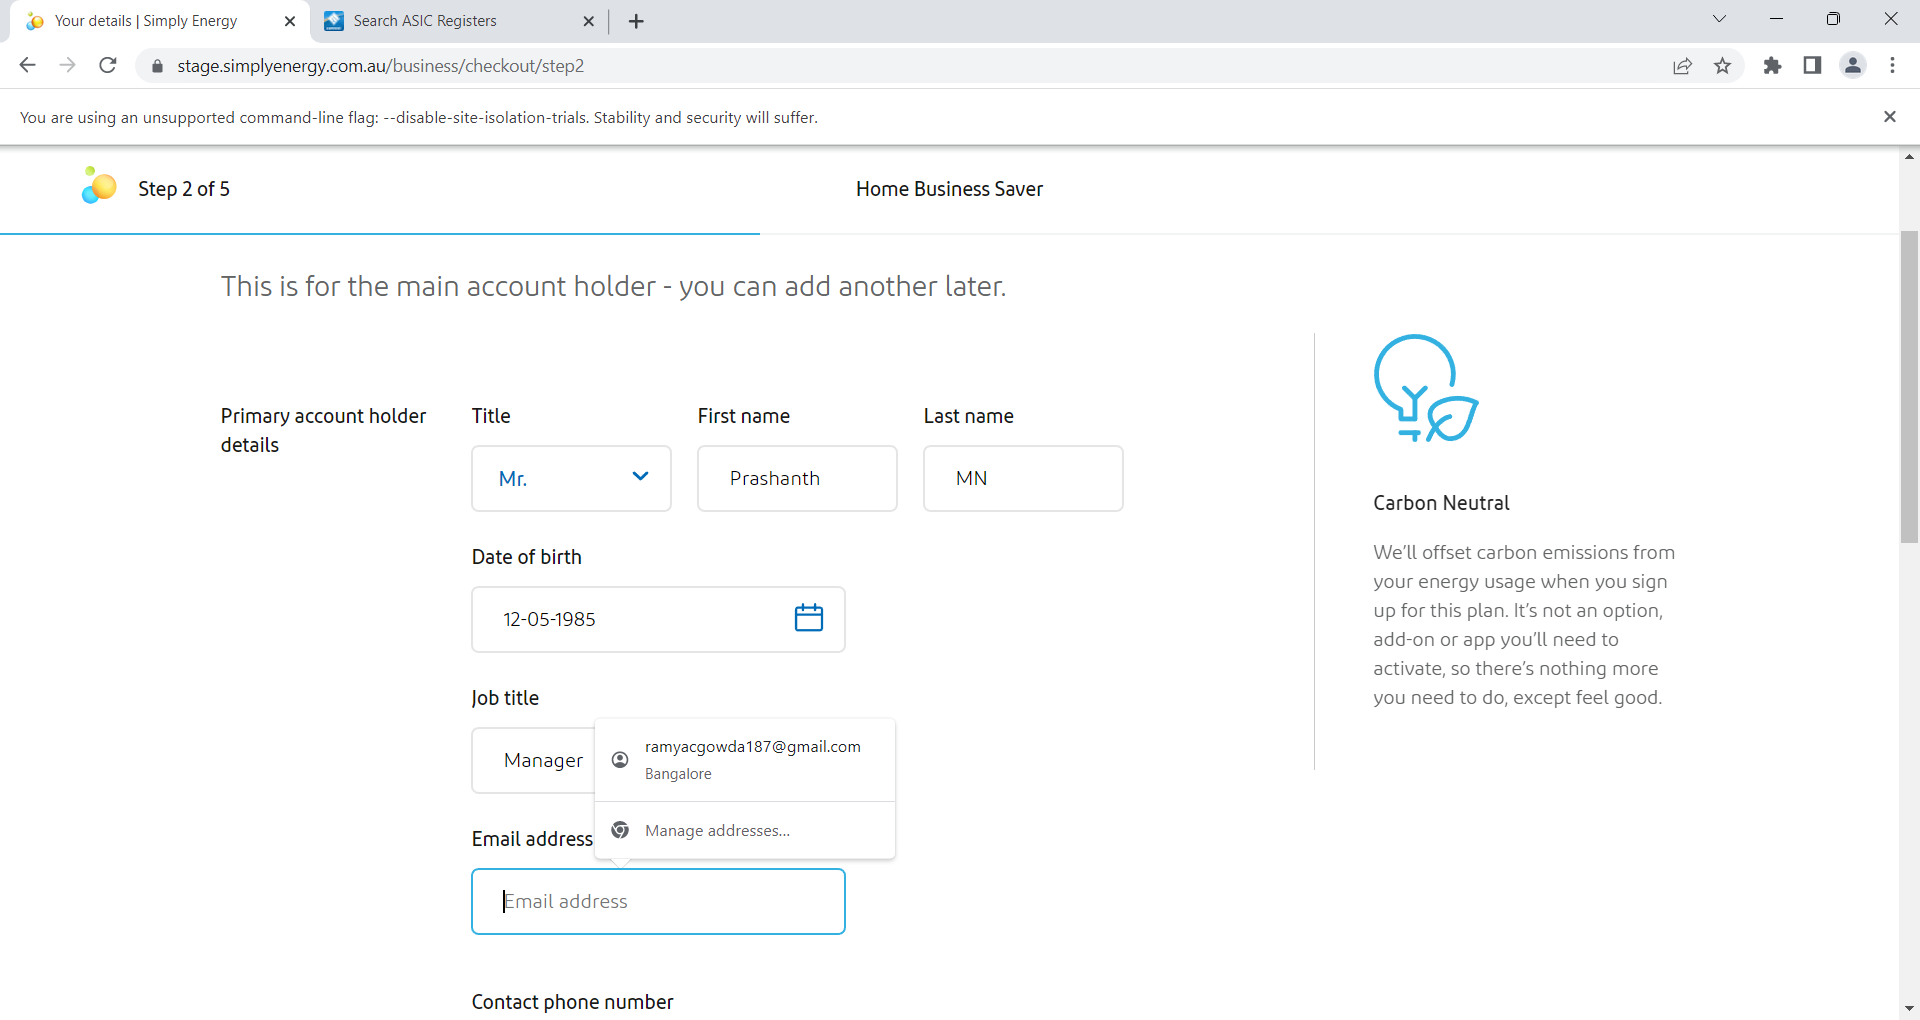 Your details | Simply Energy
Search ASIC Registers
stage.simplyenergy.com.au/business/checkout/step2
You are using an unsupported command-line flag: --disable-site-isolation-trials. Stability and security will suffer.
Step 2 of 5
Home Business Saver
This is for the main account holder - you can add another later.
Primary account holder
details
Title
First name
Last name
Mr.
Prashanth
MN
Date of birth
12-05-1985
Job title
Manager
ramyacgowda187@gmail.com
Bangalore
Manage addresses...
Email address
Email address
Contact phone number
Carbon Neutral
We’ll offset carbon emissions from
your energy usage when you sign
up for this plan. It’s not an option,
add-on or app you’ll need to
activate, so there’s nothing more
you need to do, except feel good.